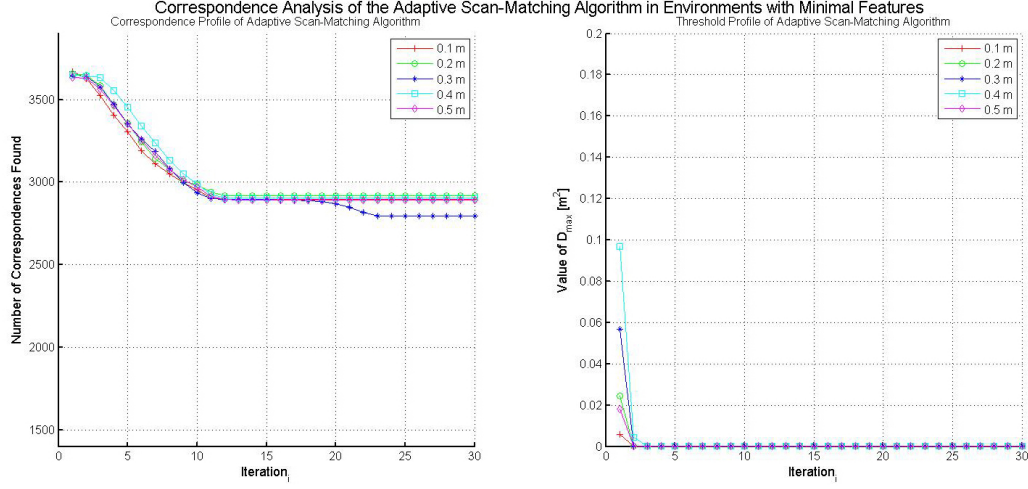 Correspondence Analysis of the Adaptive Scan-Matching Algorithm in Environments with Minimal Features
Correspondence Profile of Adaptive Scan-Matching Algorithm
Number of Correspondences Found
3500
3000
2500
2000
1500
0 5 10 15 20 25 30
Iteration_i
0.1 m
0.2 m
0.3 m
0.4 m
0.5 m
Threshold Profile of Adaptive Scan-Matching Algorithm
Value of D_max [m²]
0.2
0.18
0.16
0.14
0.12
0.1
0.08
0.06
0.04
0.02
0
0 5 10 15 20 25 30
Iteration_i
0.1 m
0.2 m
0.3 m
0.4 m
0.5 m